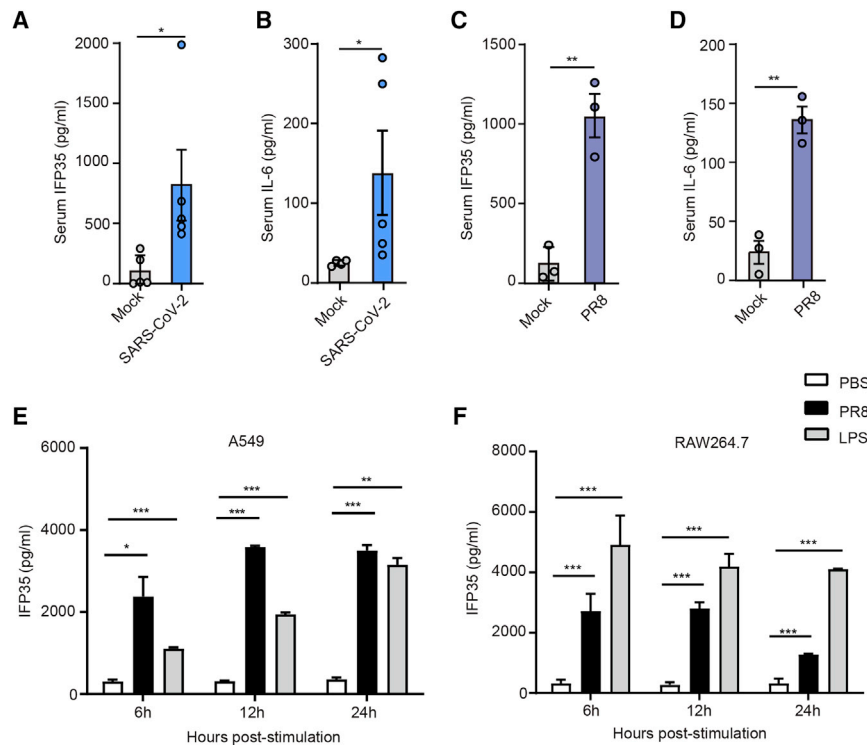 A
B
C
D
*
*
**
**
2000
1500
1000
500
0
Serum IFP35 (pg/ml)
Mock
SARS-CoV-2
300
200
100
0
Serum IL-6 (pg/ml)
Mock
SARS-CoV-2
1500
1000
500
0
Serum IFP35 (pg/ml)
Mock
PR8
200
150
100
50
0
Serum IL-6 (pg/ml)
Mock
PR8
PBS
PR8
LPS
E
A549
6000
4000
2000
0
IFP35 (pg/ml)
***
*
***
***
**
***
6h
12h
24h
Hours post-stimulation
F
RAW264.7
8000
6000
4000
2000
0
IFP35 (pg/ml)
***
***
***
***
***
***
6h
12h
24h
Hours post-stimulation